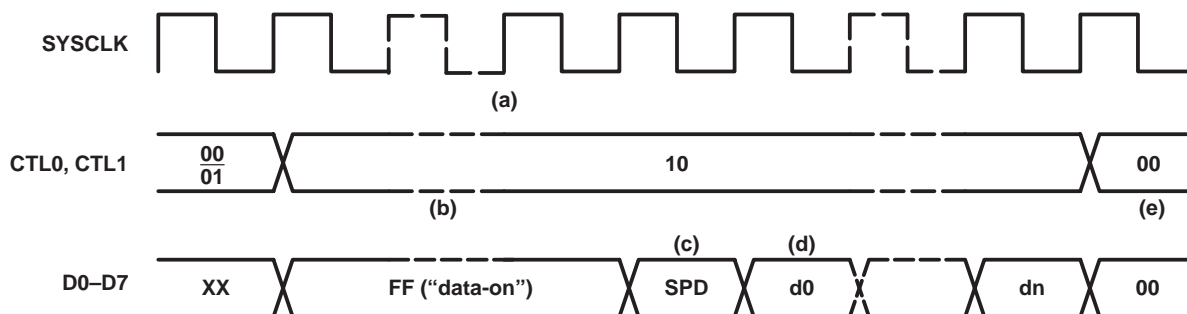 SYSCLK
(a)
CTL0, CTL1
00
01
10
00
(b)
(e)
(c)
(d)
D0–D7
XX
FF (“data-on”)
SPD
d0
dn
00